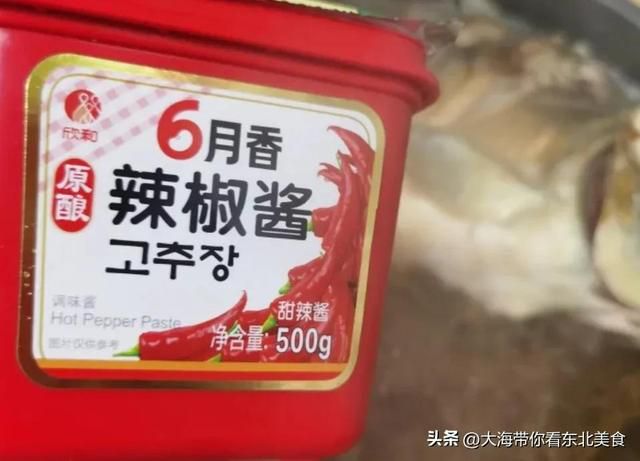 欣和
6月香
原酿
辣椒酱
고추장
调味酱
Hot Pepper Paste
图片仅供参考
甜辣酱
净含量: 500g
头条 @大海带你看东北美食